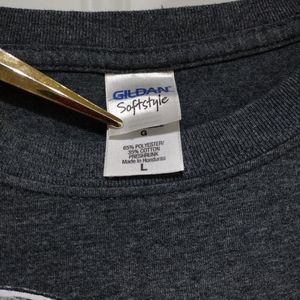 GILDAN
Softstyle
G
65% POLYESTER/
35% COTTON
PRESHRUNK
Made in Honduras
L